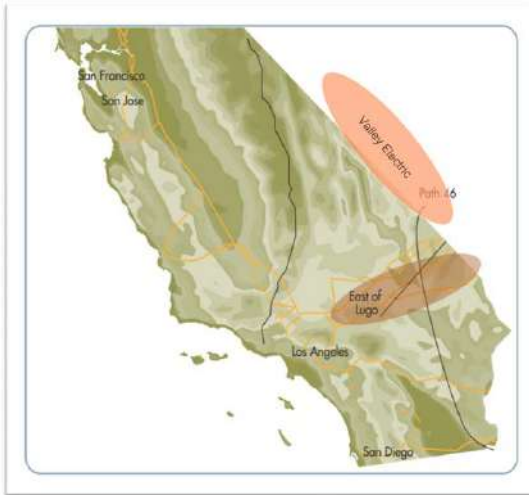 San Francisco
San Jose
Valley Electric
Path 46
East of
Lugo
Los Angeles
San Diego